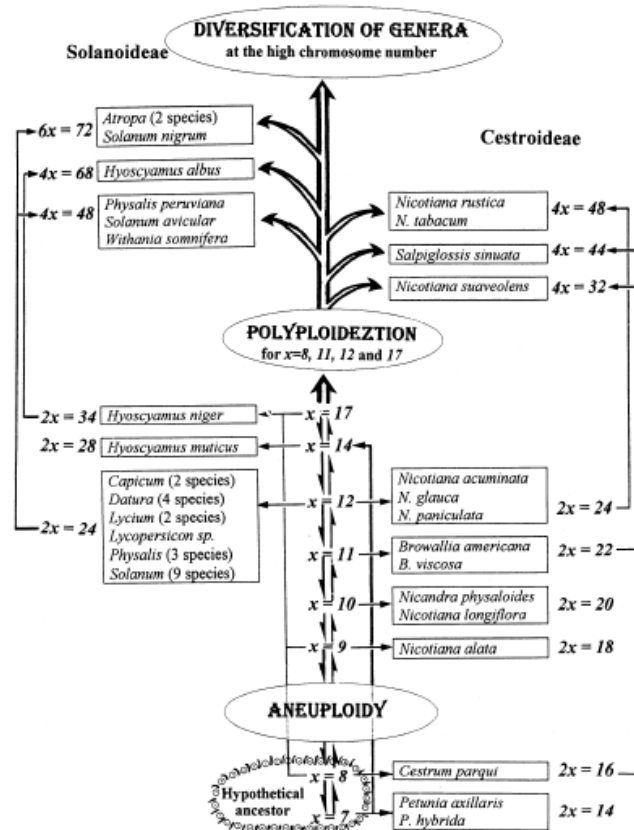 DIVERSIFICATION OF GENERA
at the high chromosome number
Solanoideae
Cestroideae
6x = 72
Atropa (2 species)
Solanum nigrum
4x = 68
Hyoscyamus albus
4x = 48
Physalis peruviana
Solanum avicular
Withania somnifera
Nicotiana rustica
N. tabacum
4x = 48
Salpiglossis sinuata
4x = 44
Nicotiana suaveolens
4x = 32
POLYPLOIDEZTION
for x=8, 11, 12 and 17
2x = 34
Hyoscyamus niger
x = 17
2x = 28
Hyoscyamus muticus
x = 14
2x = 24
Capicum (2 species)
Datura (4 species)
Lycium (2 species)
Lycopersicon sp.
Physalis (3 species)
Solanum (9 species)
x = 12
Nicotiana acuminata
N. glauca
N. paniculata
2x = 24
x = 11
Browallia americana
B. viscosa
2x = 22
x = 10
Nicandra physaloides
Nicotiana longiflora
2x = 20
x = 9
Nicotiana alata
2x = 18
ANEUPLOIDY
Hypothetical
ancestor
x = 8
Cestrum parqui
2x = 16
x = 7
Petunia axillaris
P. hybrida
2x = 14